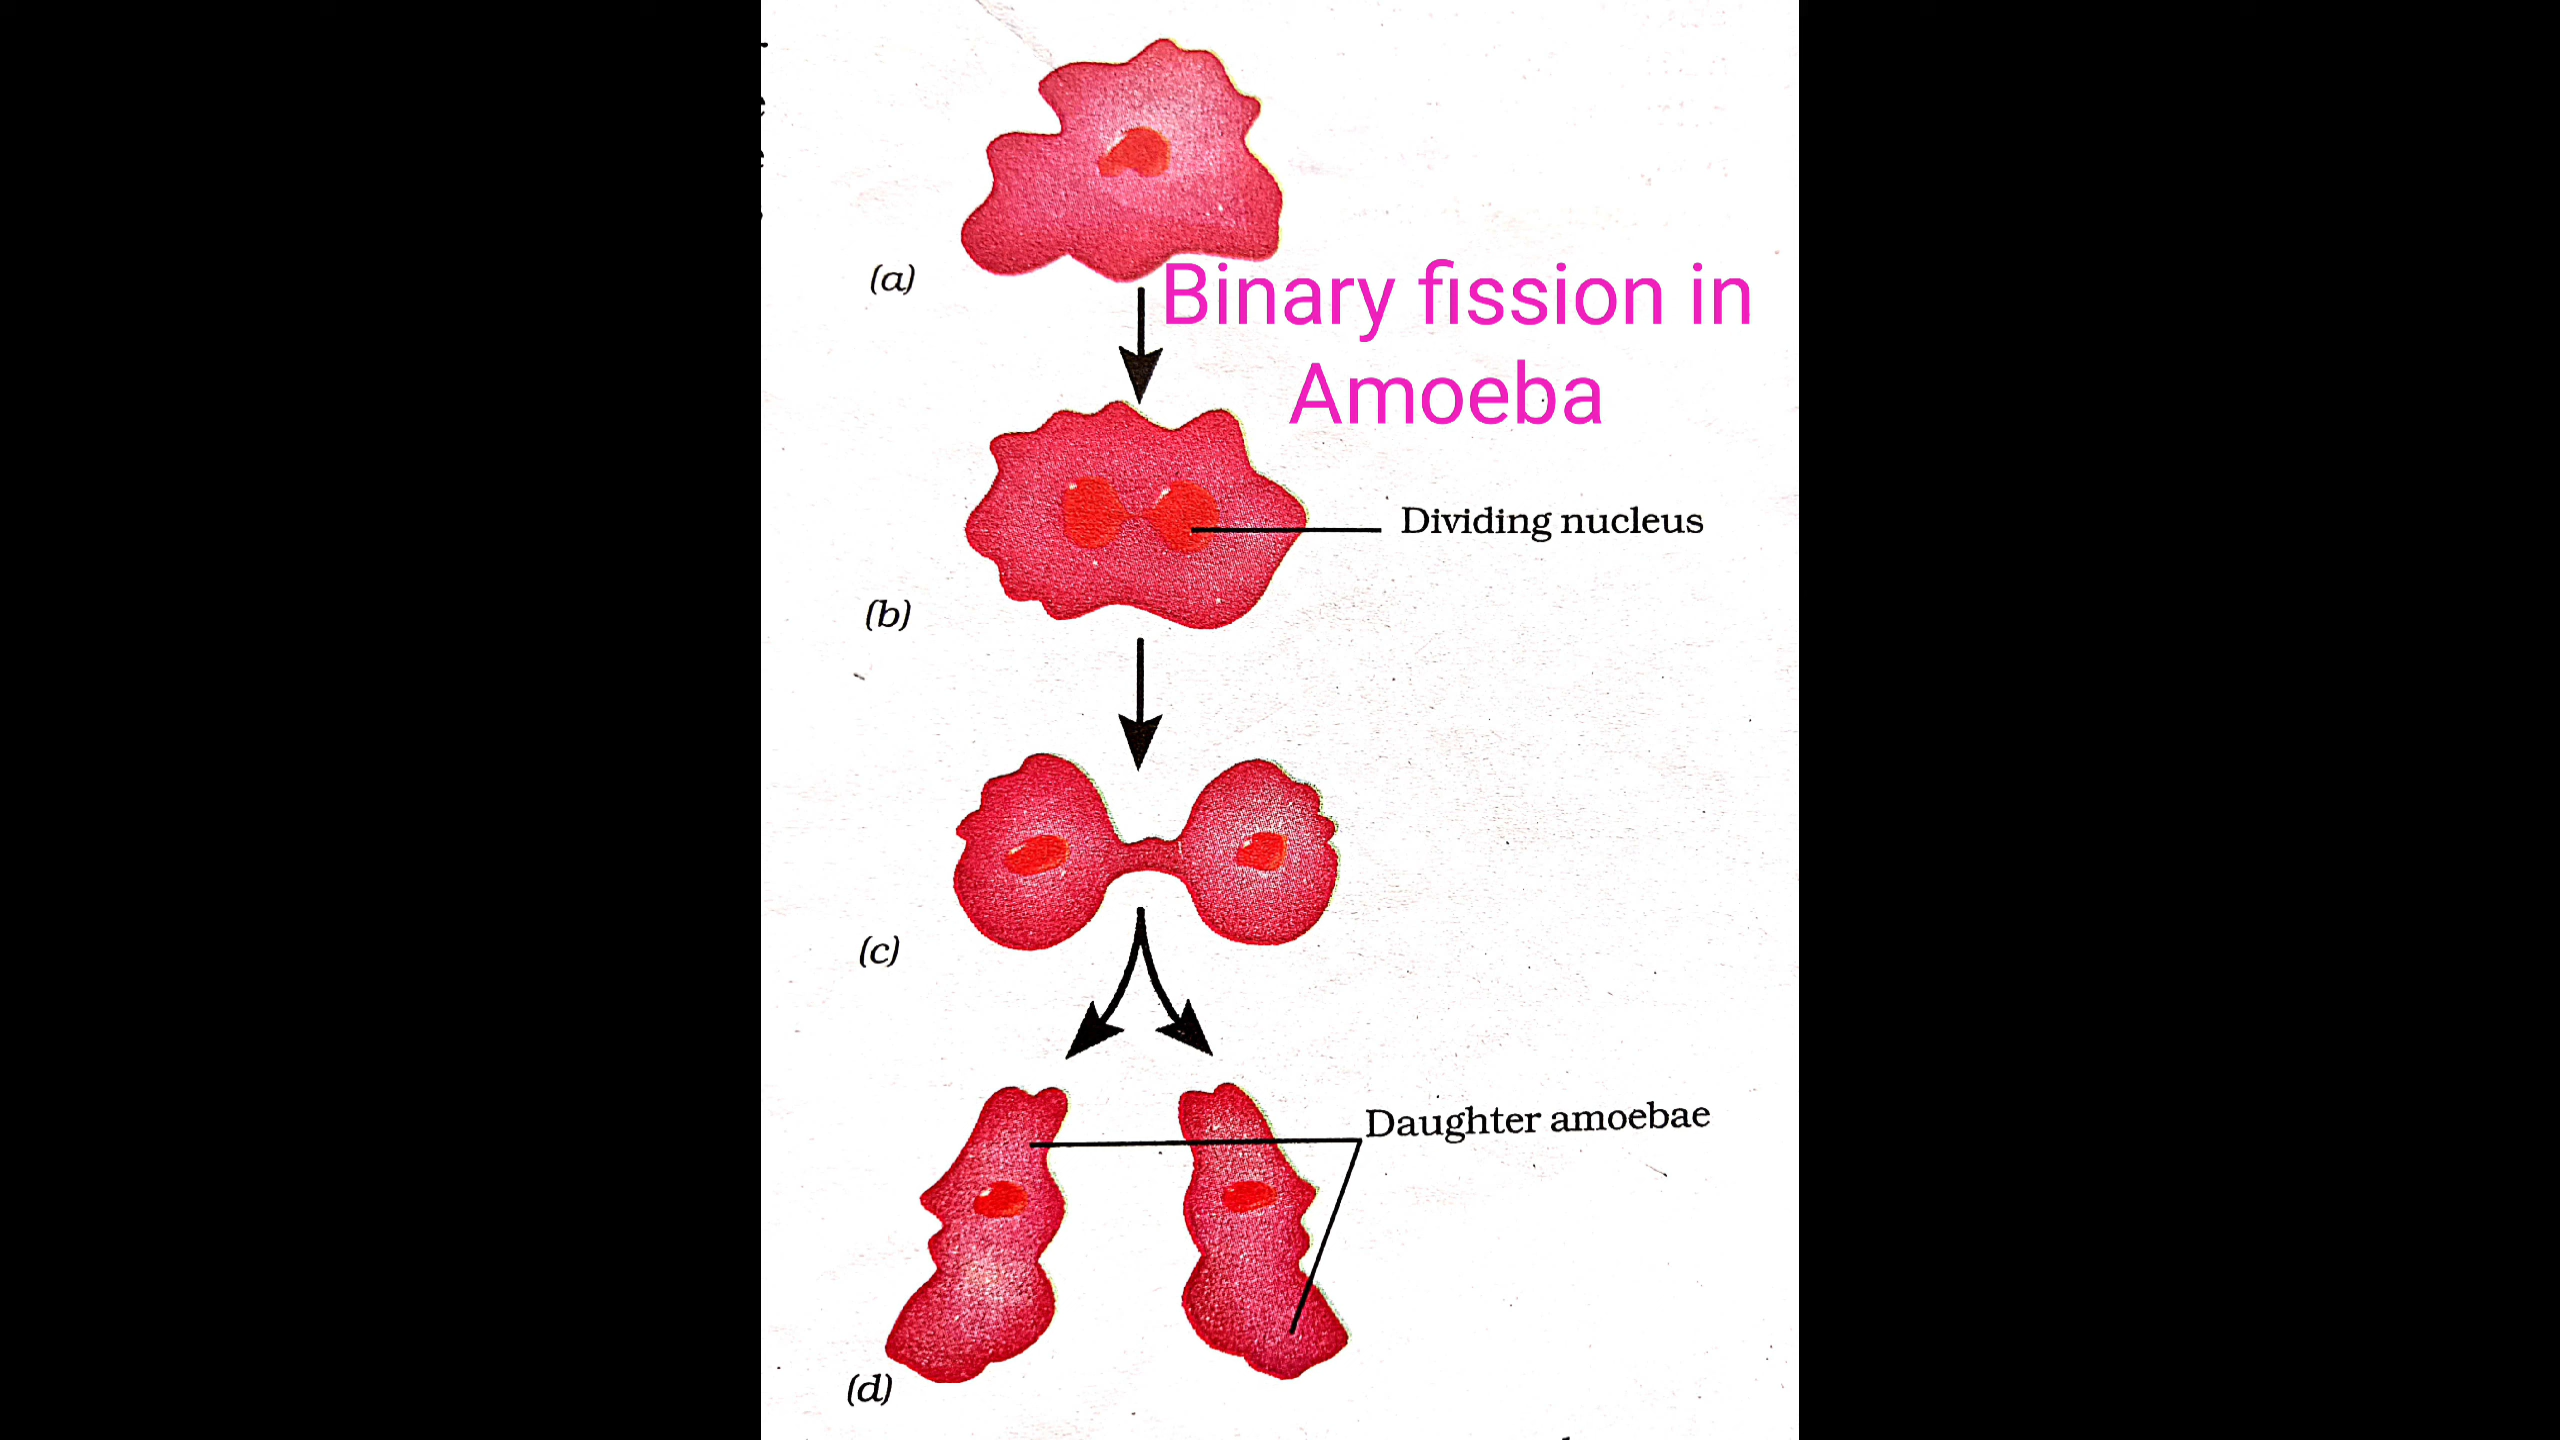 (a)
Binary fission in
Amoeba
Dividing nucleus
(b)
(c)
Daughter amoebae
(d)